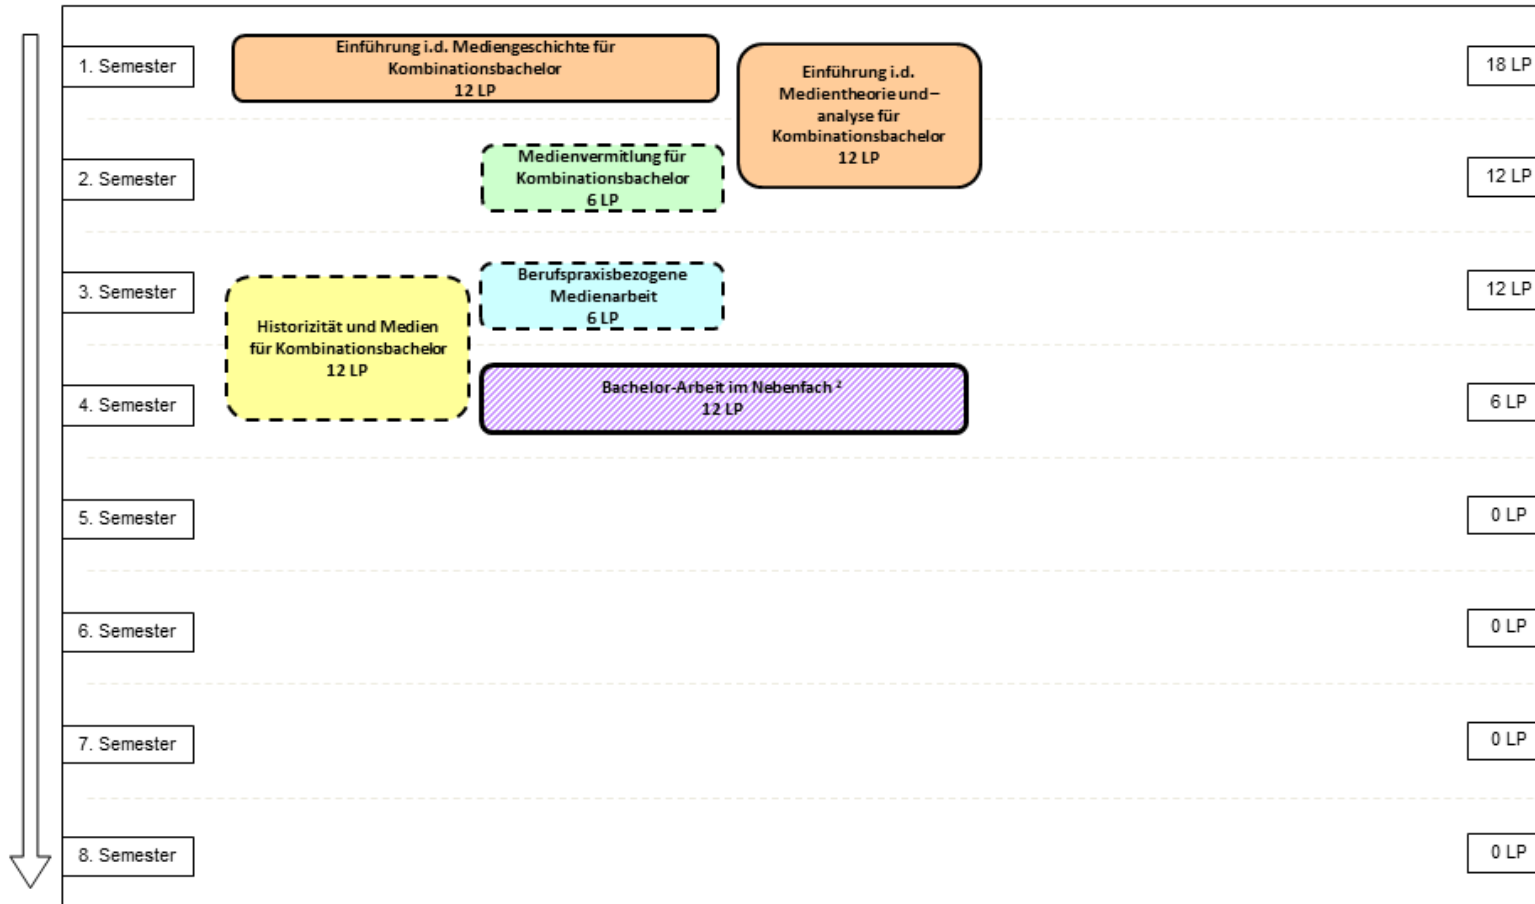 1. Semester
Einführung i.d. Mediengeschichte für
Kombinationsbachelor
12 LP
Einführung i.d.
Medientheorie und–
analyse für
Kombinationsbachelor
12 LP
18 LP
2. Semester
Medienvermitlung für
Kombinationsbachelor
6 LP
12 LP
3. Semester
Historizität und Medien
für Kombinationsbachelor
12 LP
Berufspraxisbezogene
Medienarbeit
6 LP
12 LP
4. Semester
Bachelor-Arbeit im Nebenfach ²
12 LP
6 LP
5. Semester
0 LP
6. Semester
0 LP
7. Semester
0 LP
8. Semester
0 LP